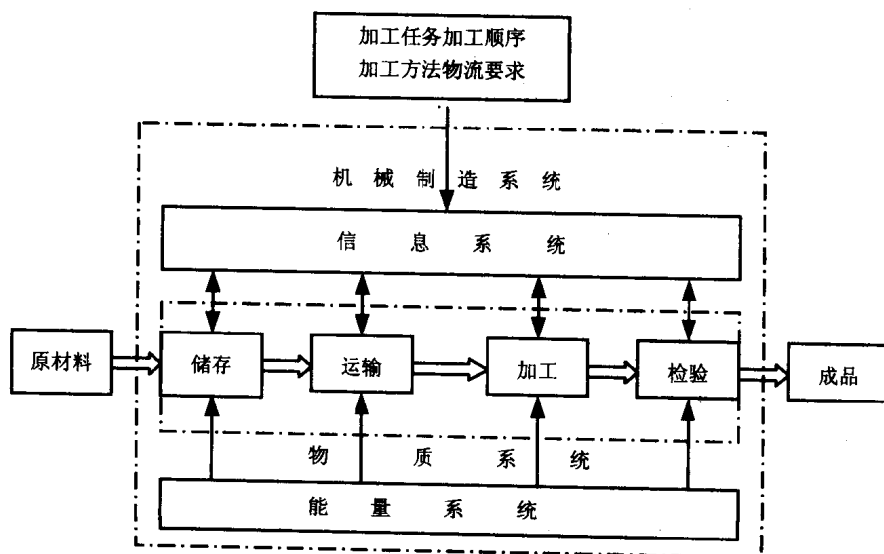 加工任务加工顺序
加工方法物流要求
机械制造系统
信息系统
原材料
储存
运输
加工
检验
成品
物质系统
能量系统